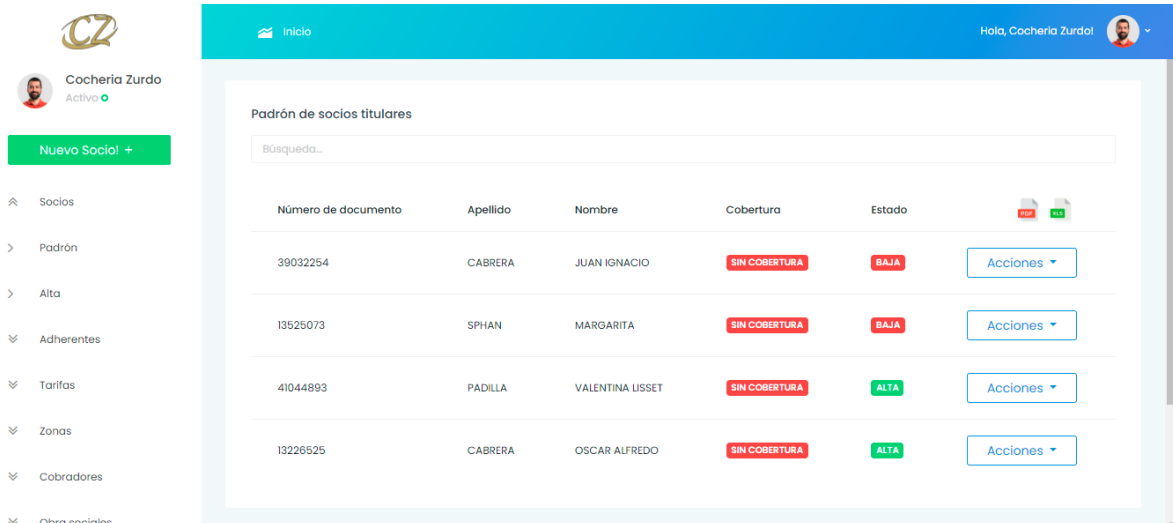 CZ
Cocheria Zurdo
Activo
Nuevo Socio! +
Socios
Padrón
Alta
Adherentes
Tarifas
Zonas
Cobradores
Obra sociales
Inicio
Hola, Cocheria Zurdo!
Padrón de socios titulares
Búsqueda...
Número de documento Apellido Nombre Cobertura Estado PDF XLS
39032254 CABRERA JUAN IGNACIO SIN COBERTURA BAJA Acciones
13525073 SPHAN MARGARITA SIN COBERTURA BAJA Acciones
41044893 PADILLA VALENTINA LISSET SIN COBERTURA ALTA Acciones
13226525 CABRERA OSCAR ALFREDO SIN COBERTURA ALTA Acciones